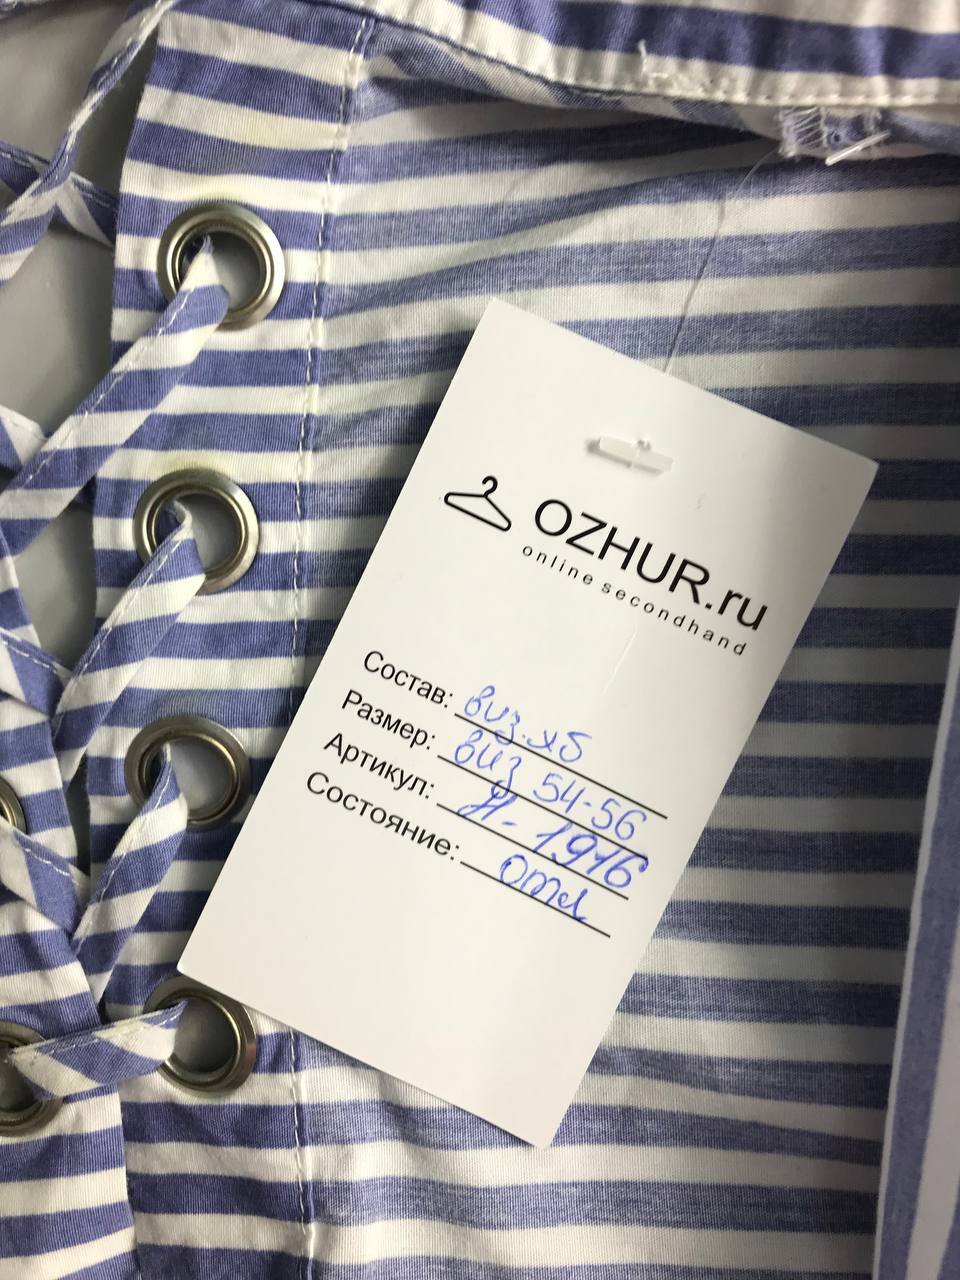 OZHUR.ru
online secondhand
Состав: виз. хб
Размер: виз 54-56
Артикул: Н-1916
Состояние: отл